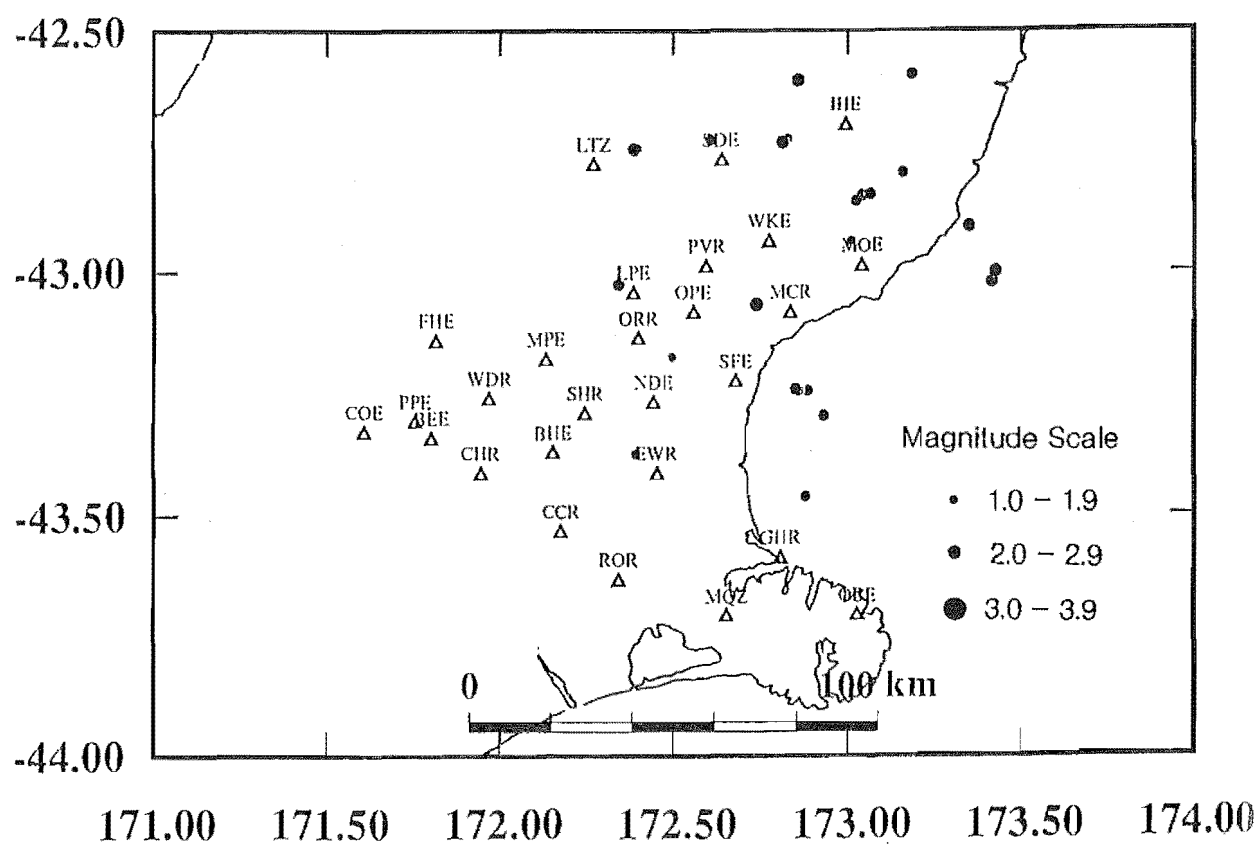 -42.50
IHE
LTZ
SDE
WKE
PVR
MOE
-43.00
LPE
OPE
MCR
FHE
ORR
MPE
SFE
WDR
NDE
SHR
COE
PPE
BEE
BHE
Magnitude Scale
CHR
EWR
1.0 – 1.9
-43.50
CCR
GHR
2.0 – 2.9
ROR
MQZ
3.0 – 3.9
0
100 km
-44.00
171.00 171.50 172.00 172.50 173.00 173.50 174.00